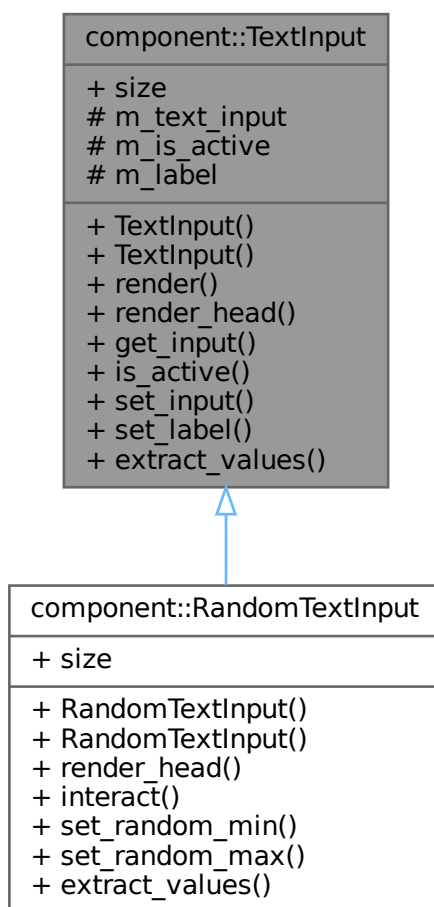 component::TextInput
+ size
# m_text_input
# m_is_active
# m_label
+ TextInput()
+ TextInput()
+ render()
+ render_head()
+ get_input()
+ is_active()
+ set_input()
+ set_label()
+ extract_values()
component::RandomTextInput
+ size
+ RandomTextInput()
+ RandomTextInput()
+ render_head()
+ interact()
+ set_random_min()
+ set_random_max()
+ extract_values()